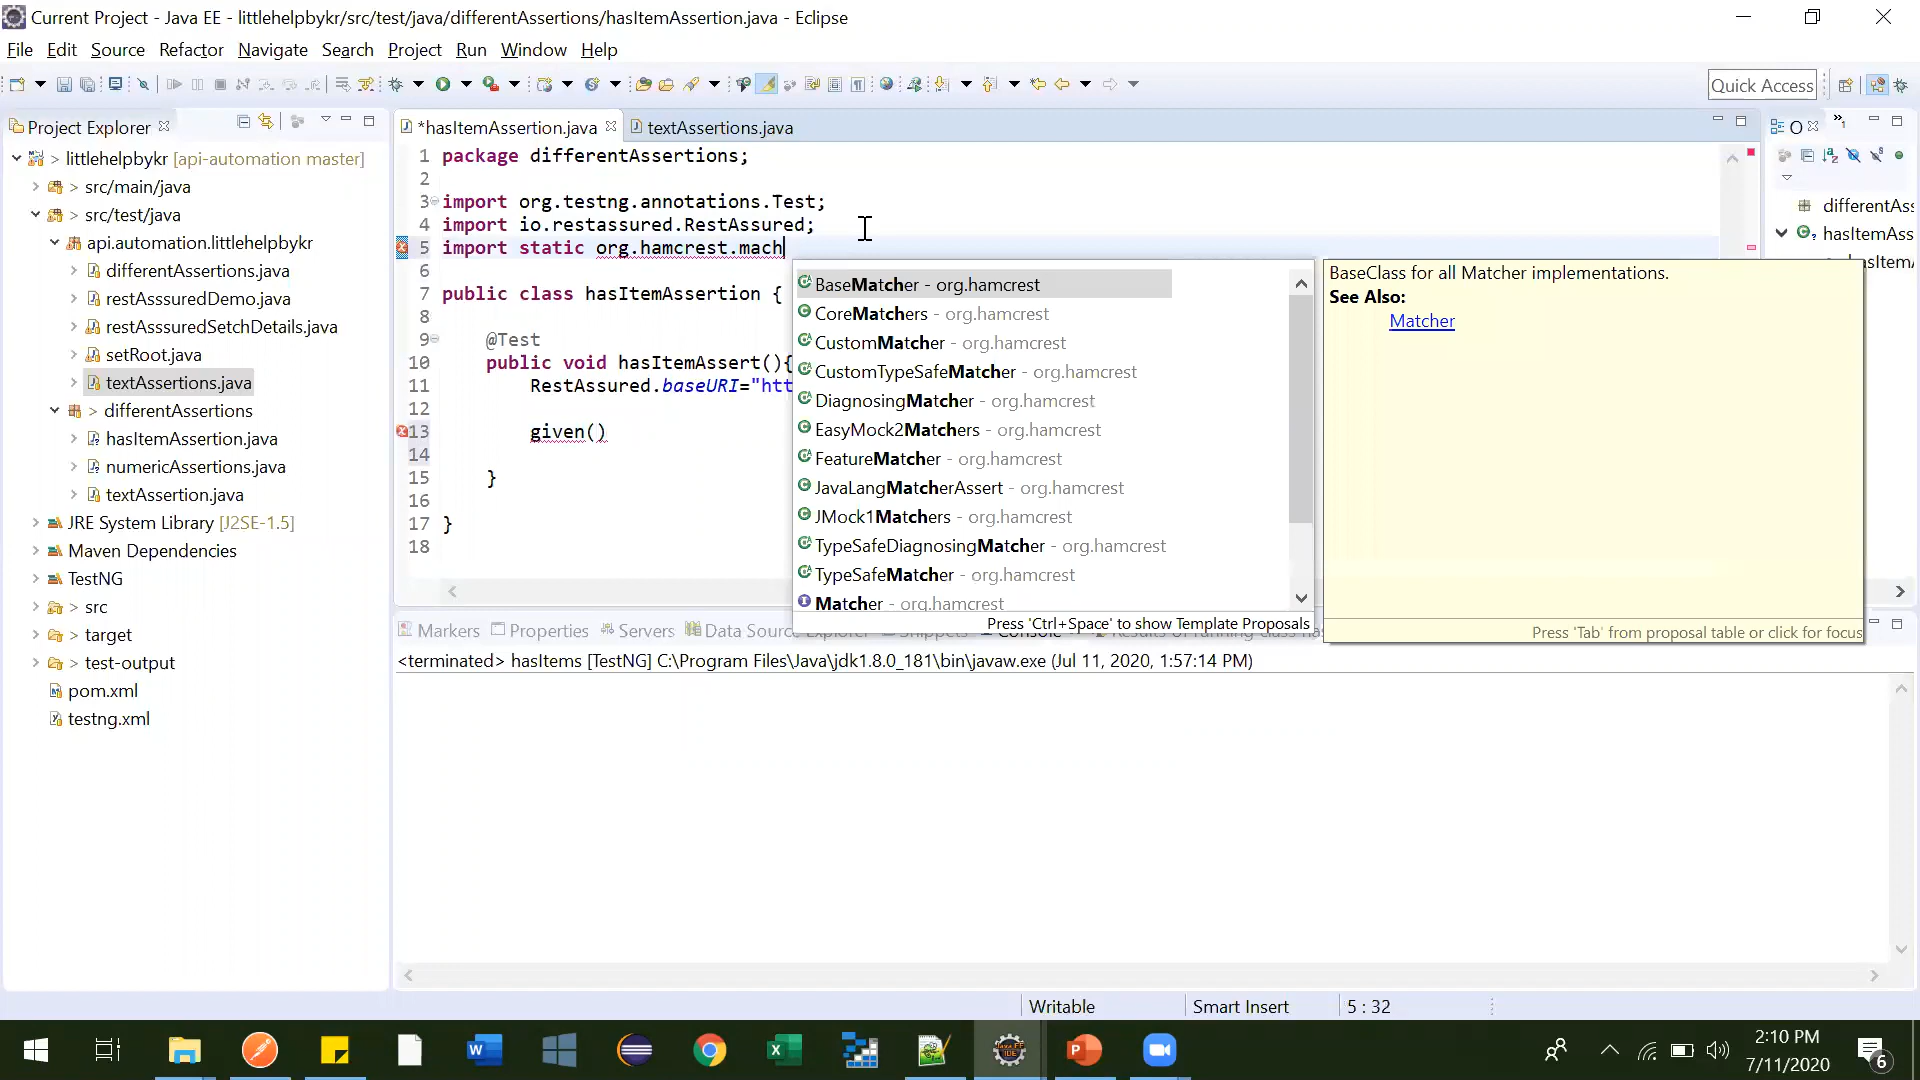 Current Project - Java EE - littlehelpbykr/src/test/java/differentAssertions/hasItemAssertion.java - Eclipse
File Edit Source Refactor Navigate Search Project Run Window Help
Quick Access
Project Explorer
littlehelpbykr [api-automation master]
src/main/java
src/test/java
api.automation.littlehelpbykr
differentAssertions.java
restAsssuredDemo.java
restAsssuredSetchDetails.java
setRoot.java
textAssertions.java
differentAssertions
hasItemAssertion.java
numericAssertions.java
textAssertion.java
JRE System Library [J2SE-1.5]
Maven Dependencies
TestNG
src
target
test-output
pom.xml
testng.xml
*hasItemAssertion.java textAssertions.java
1 package differentAssertions;
2
3 import org.testng.annotations.Test;
4 import io.restassured.RestAssured;
5 import static org.hamcrest.mach
6
7 public class hasItemAssertion {
8
9 @Test
10 public void hasItemAssert(){
11 RestAssured.baseURI="htt
12
13 given()
14
15 }
16
17 }
18
BaseMatcher - org.hamcrest
CoreMatchers - org.hamcrest
CustomMatcher - org.hamcrest
CustomTypeSafeMatcher - org.hamcrest
DiagnosingMatcher - org.hamcrest
EasyMock2Matchers - org.hamcrest
FeatureMatcher - org.hamcrest
JavaLangMatcherAssert - org.hamcrest
JMock1Matchers - org.hamcrest
TypeSafeDiagnosingMatcher - org.hamcrest
TypeSafeMatcher - org.hamcrest
Matcher - org.hamcrest
Press 'Ctrl+Space' to show Template Proposals
BaseClass for all Matcher implementations.
See Also:
Matcher
Press 'Tab' from proposal table or click for focus
O
differentAss
hasItemAss
Markers Properties Servers Data Source
<terminated> hasItems [TestNG] C:\Program Files\Java\jdk1.8.0_181\bin\javaw.exe (Jul 11, 2020, 1:57:14 PM)
Writable Smart Insert 5 : 32
2:10 PM
7/11/2020
6